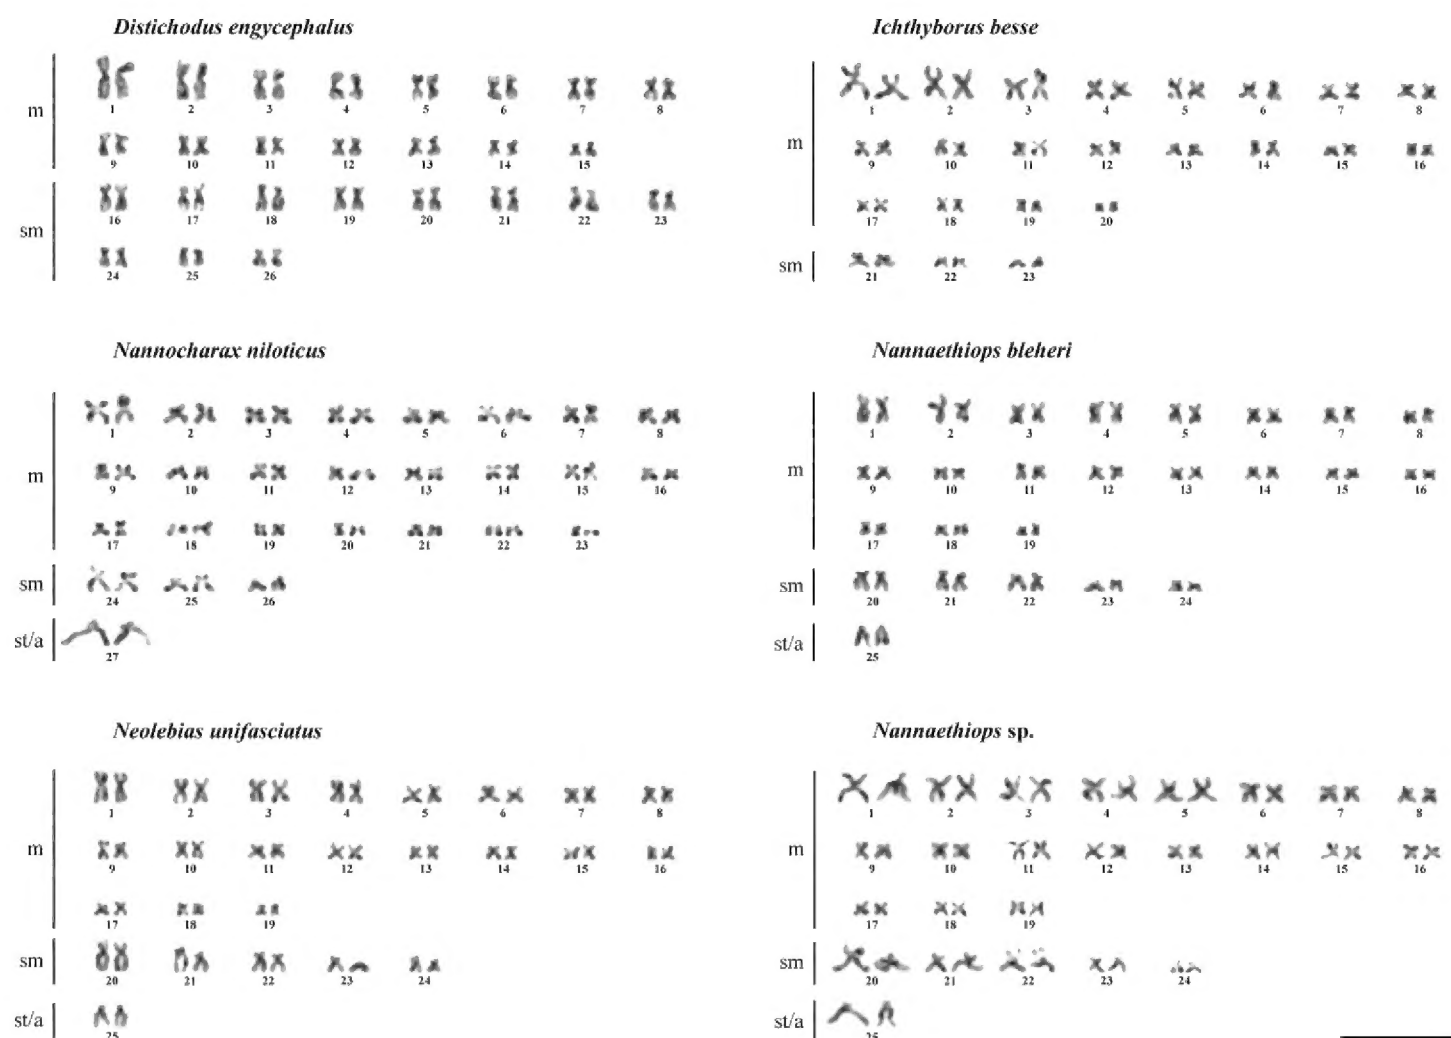 Distichodus engycephalus
m
1 2 3 4 5 6 7 8
9 10 11 12 13 14 15
sm
16 17 18 19 20 21 22 23
24 25 26
Ichthyborus besse
m
1 2 3 4 5 6 7 8
9 10 11 12 13 14 15 16
17 18 19 20
sm
21 22 23
Nannocharax niloticus
m
1 2 3 4 5 6 7 8
9 10 11 12 13 14 15 16
17 18 19 20 21 22 23
sm
24 25 26
st/a
27
Nannaethiops bleheri
m
1 2 3 4 5 6 7 8
9 10 11 12 13 14 15 16
17 18 19
sm
20 21 22 23 24
st/a
25
Neolebias unifasciatus
m
1 2 3 4 5 6 7 8
9 10 11 12 13 14 15 16
17 18 19
sm
20 21 22 23 24
st/a
25
Nannaethiops sp.
m
1 2 3 4 5 6 7 8
9 10 11 12 13 14 15 16
17 18 19
sm
20 21 22 23 24
st/a
25